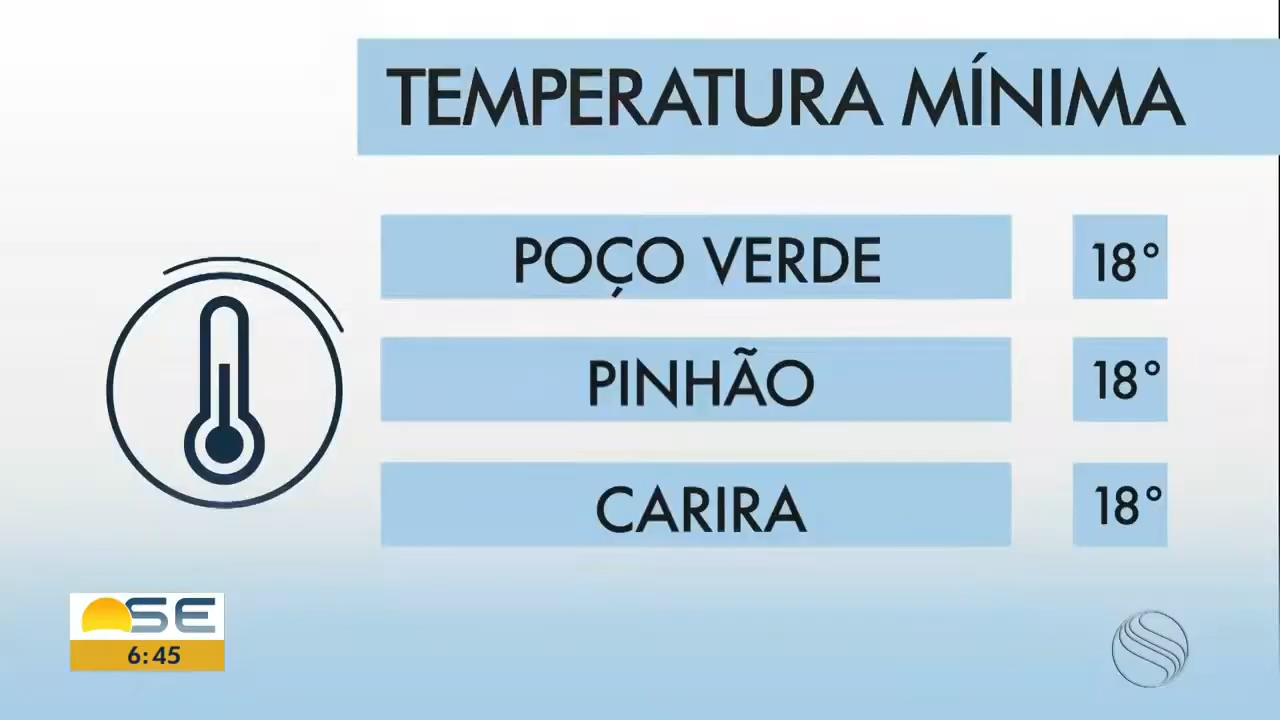 TEMPERATURA MÍNIMA
POÇO VERDE 18°
PINHÃO 18°
CARIRA 18°
SE
6:45